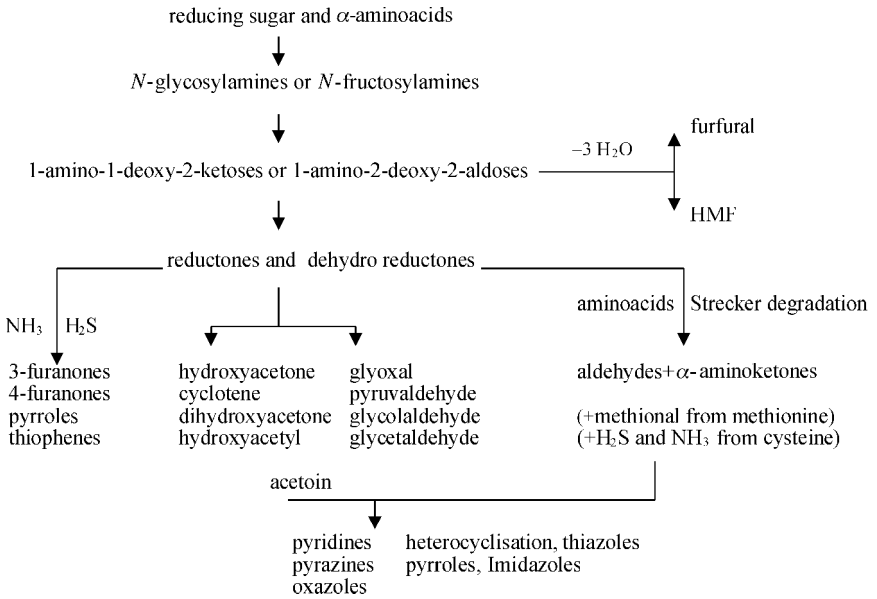 reducing sugar and α-aminoacids
N-glycosylamines or N-fructosylamines
furfural
–3 H₂O
1-amino-1-deoxy-2-ketoses or 1-amino-2-deoxy-2-aldoses
HMF
reductones and dehydro reductones
aminoacids Strecker degradation
NH₃ H₂S
3-furanones hydroxyacetone glyoxal aldehydes+α-aminoketones
4-furanones cyclotene pyruvaldehyde
pyrroles dihydroxyacetone glycolaldehyde (+methional from methionine)
thiophenes hydroxyacetyl glycetaldehyde (+H₂S and NH₃ from cysteine)
acetoin
pyridines heterocyclisation, thiazoles
pyrazines pyrroles, Imidazoles
oxazoles